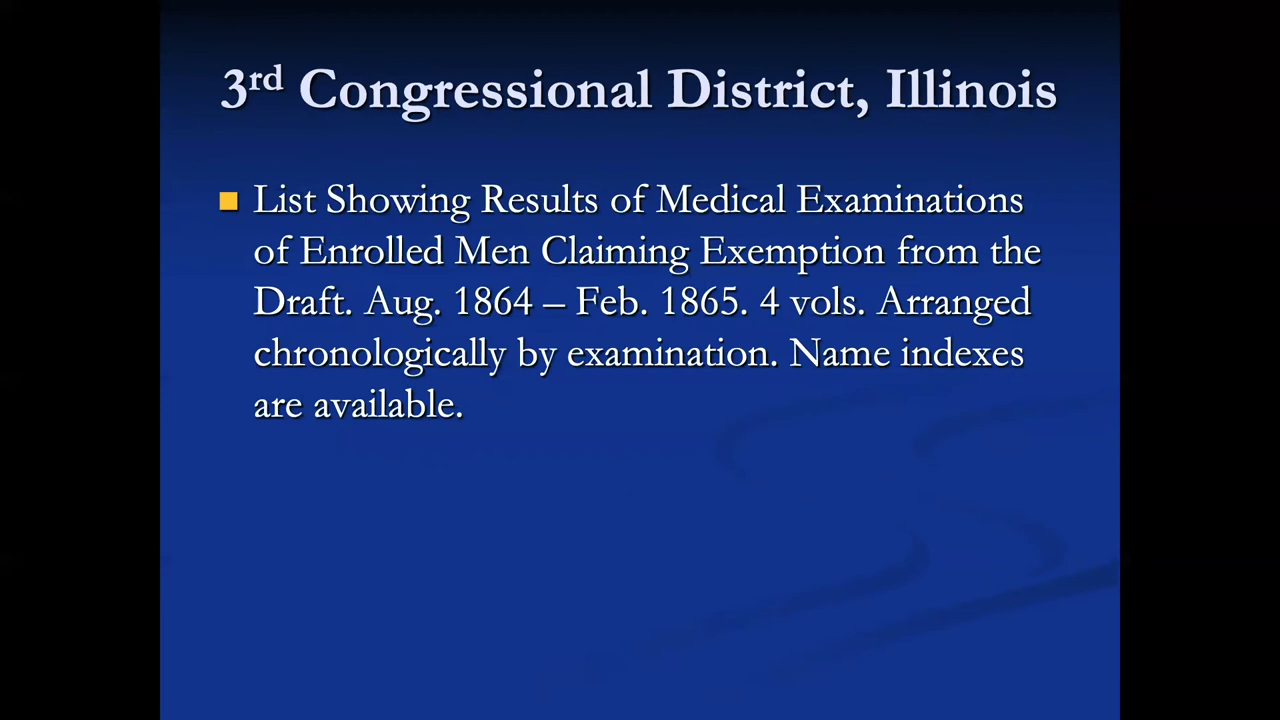 3rd Congressional District, Illinois
List Showing Results of Medical Examinations
of Enrolled Men Claiming Exemption from the
Draft. Aug. 1864 – Feb. 1865. 4 vols. Arranged
chronologically by examination. Name indexes
are available.